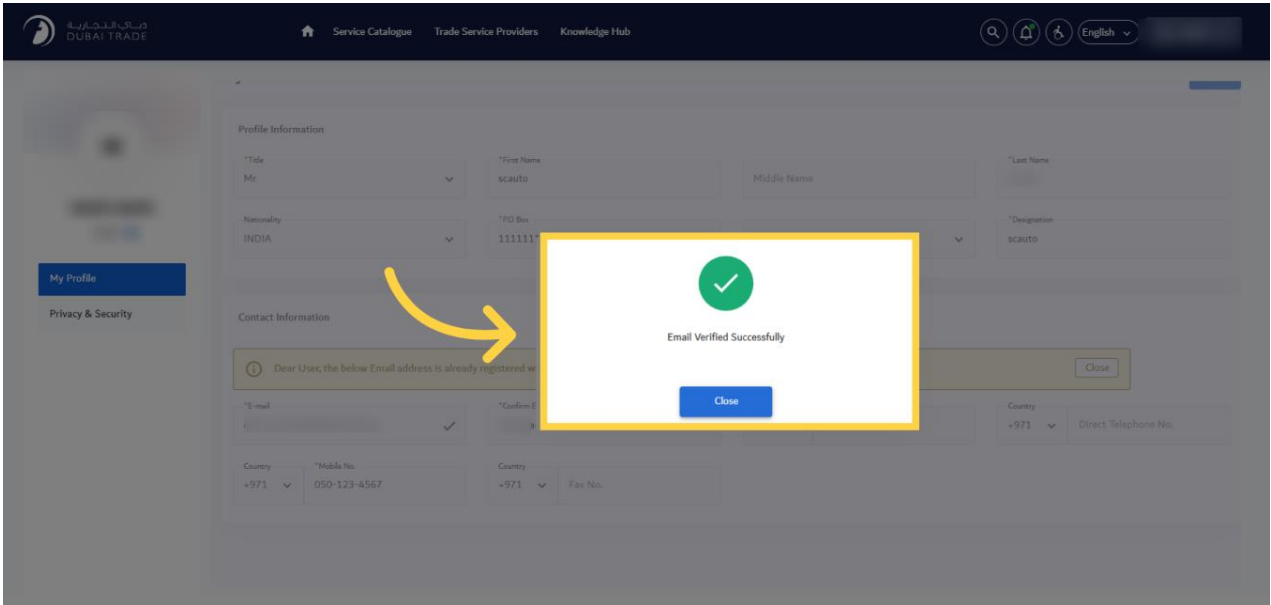 دبي التجارية
DUBAI TRADE
Service Catalogue
Trade Service Providers
Knowledge Hub
English
Profile Information
*Title
Mr.
*First Name
scauto
Middle Name
*Last Name
Nationality
INDIA
*P.O Box
111111
*Designation
scauto
My Profile
Privacy & Security
Contact Information
Dear User, the below Email address is already registered w
Close
Email Verified Successfully
Close
*E-mail
*Confirm E
Country
+971
Direct Telephone No.
Country
+971
*Mobile No.
050-123-4567
Country
+971
Fax No.